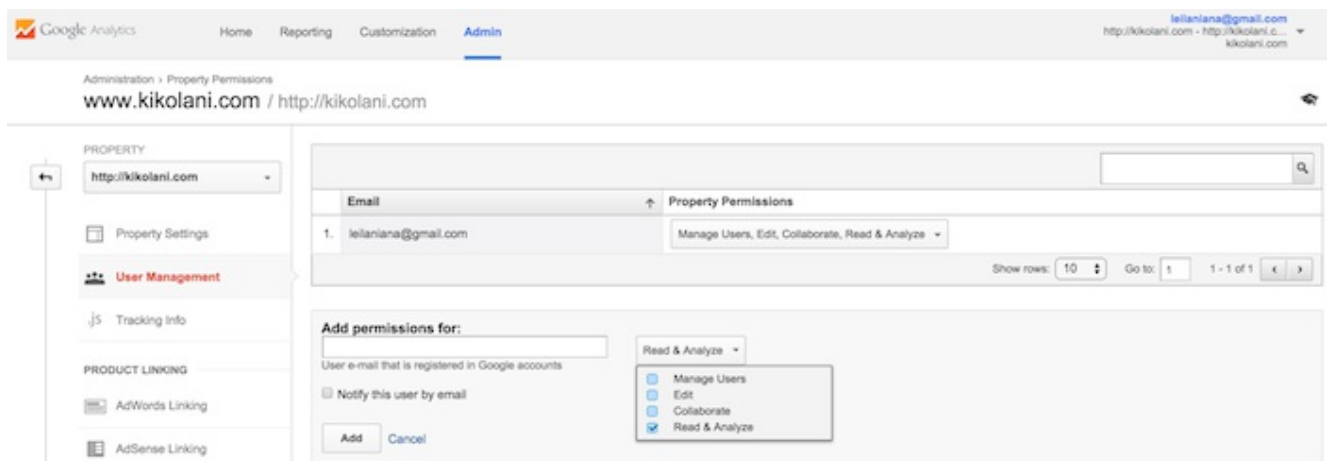 Google Analytics
Home Reporting Customization Admin
leilaniana@gmail.com
http://kikolani.com - http://kikolani.c...
kikolani.com
Administration › Property Permissions
www.kikolani.com / http://kikolani.com
PROPERTY
http://kikolani.com
Property Settings
User Management
.js Tracking Info
PRODUCT LINKING
AdWords Linking
AdSense Linking
Email Property Permissions
1. leilaniana@gmail.com Manage Users, Edit, Collaborate, Read & Analyze
Show rows: 10 Go to: 1 1 - 1 of 1
Add permissions for:
User e-mail that is registered in Google accounts
Notify this user by email
Add Cancel
Read & Analyze
Manage Users
Edit
Collaborate
Read & Analyze